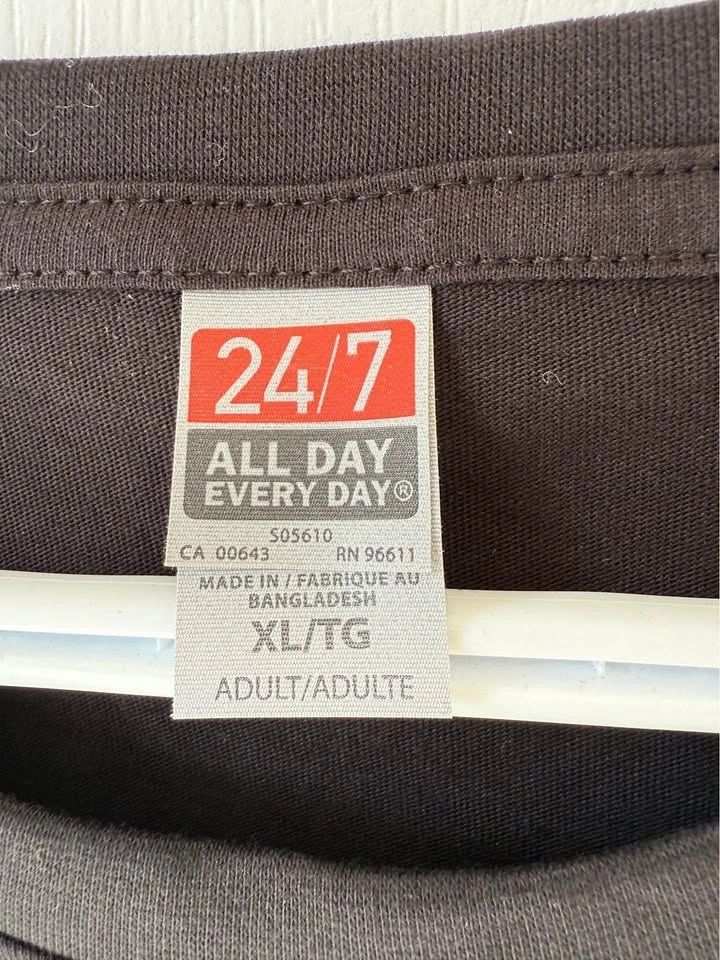 24/7
ALL DAY
EVERY DAY®
S05610
CA 00643 RN 96611
MADE IN / FABRIQUE AU
BANGLADESH
XL/TG
ADULT/ADULTE